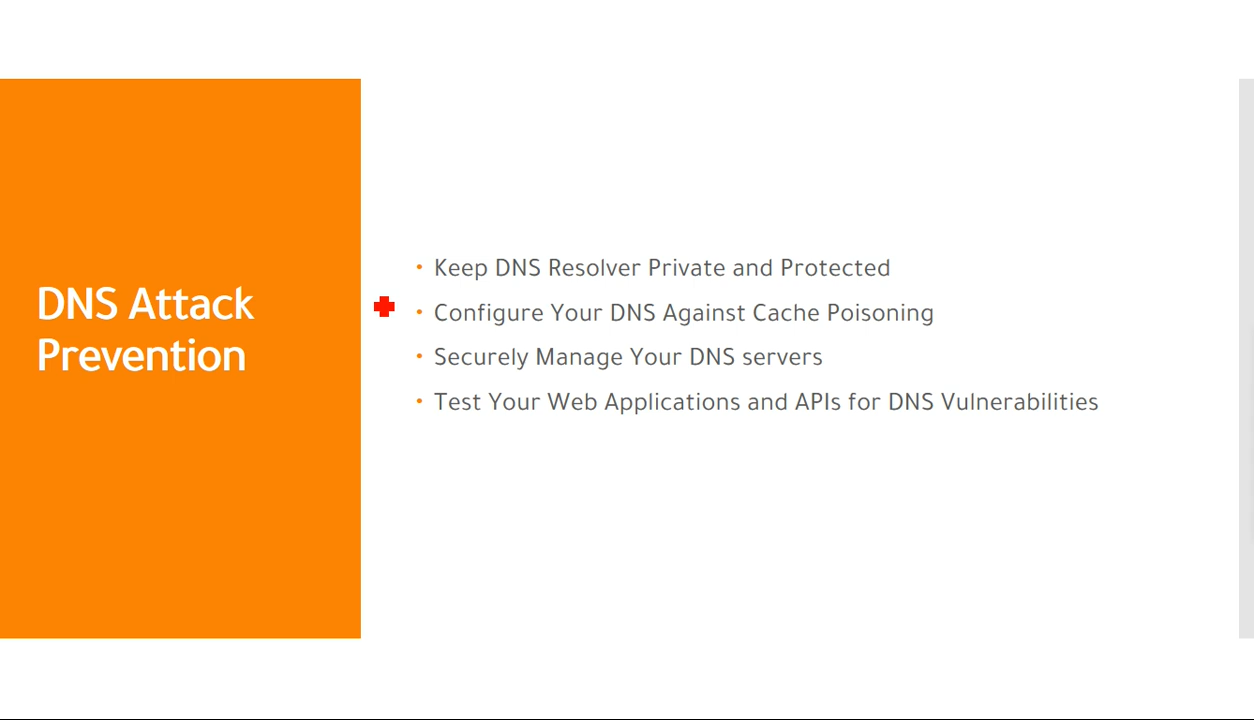 DNS Attack
Prevention
• Keep DNS Resolver Private and Protected
• Configure Your DNS Against Cache Poisoning
• Securely Manage Your DNS servers
• Test Your Web Applications and APIs for DNS Vulnerabilities